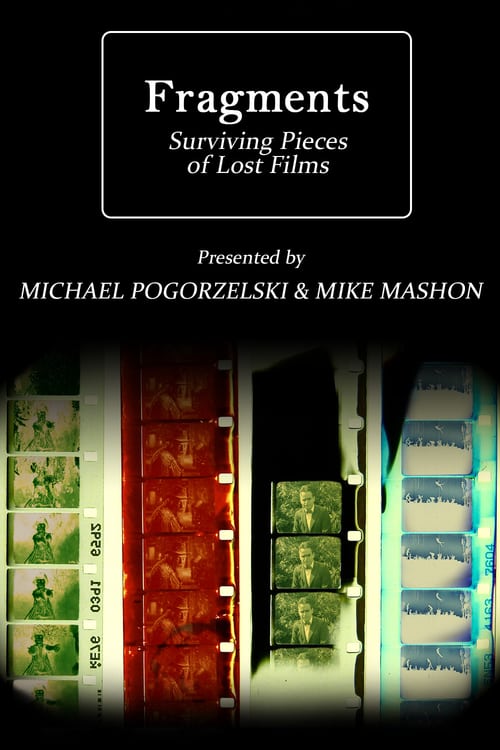 Fragments
Surviving Pieces
of Lost Films
Presented by
MICHAEL POGORZELSKI & MIKE MASHON